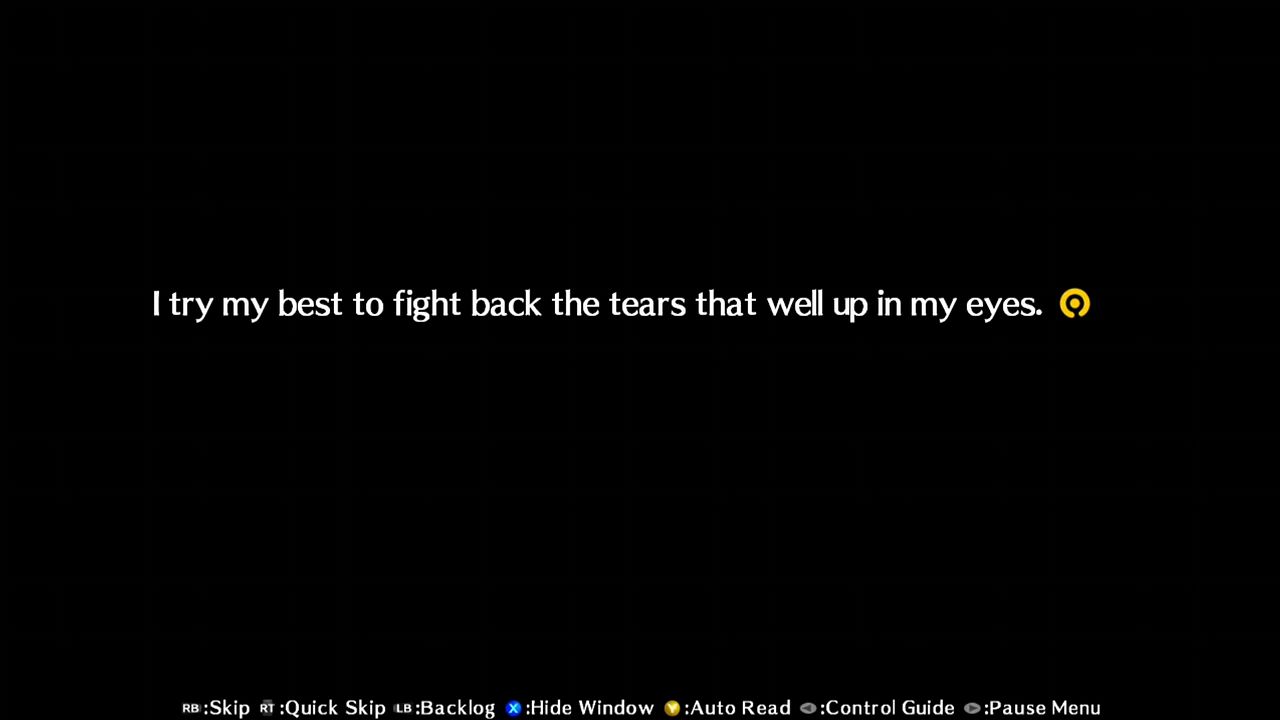 I try my best to fight back the tears that well up in my eyes.
RB:Skip RT:Quick Skip LB:Backlog X:Hide Window Y:Auto Read :Control Guide :Pause Menu